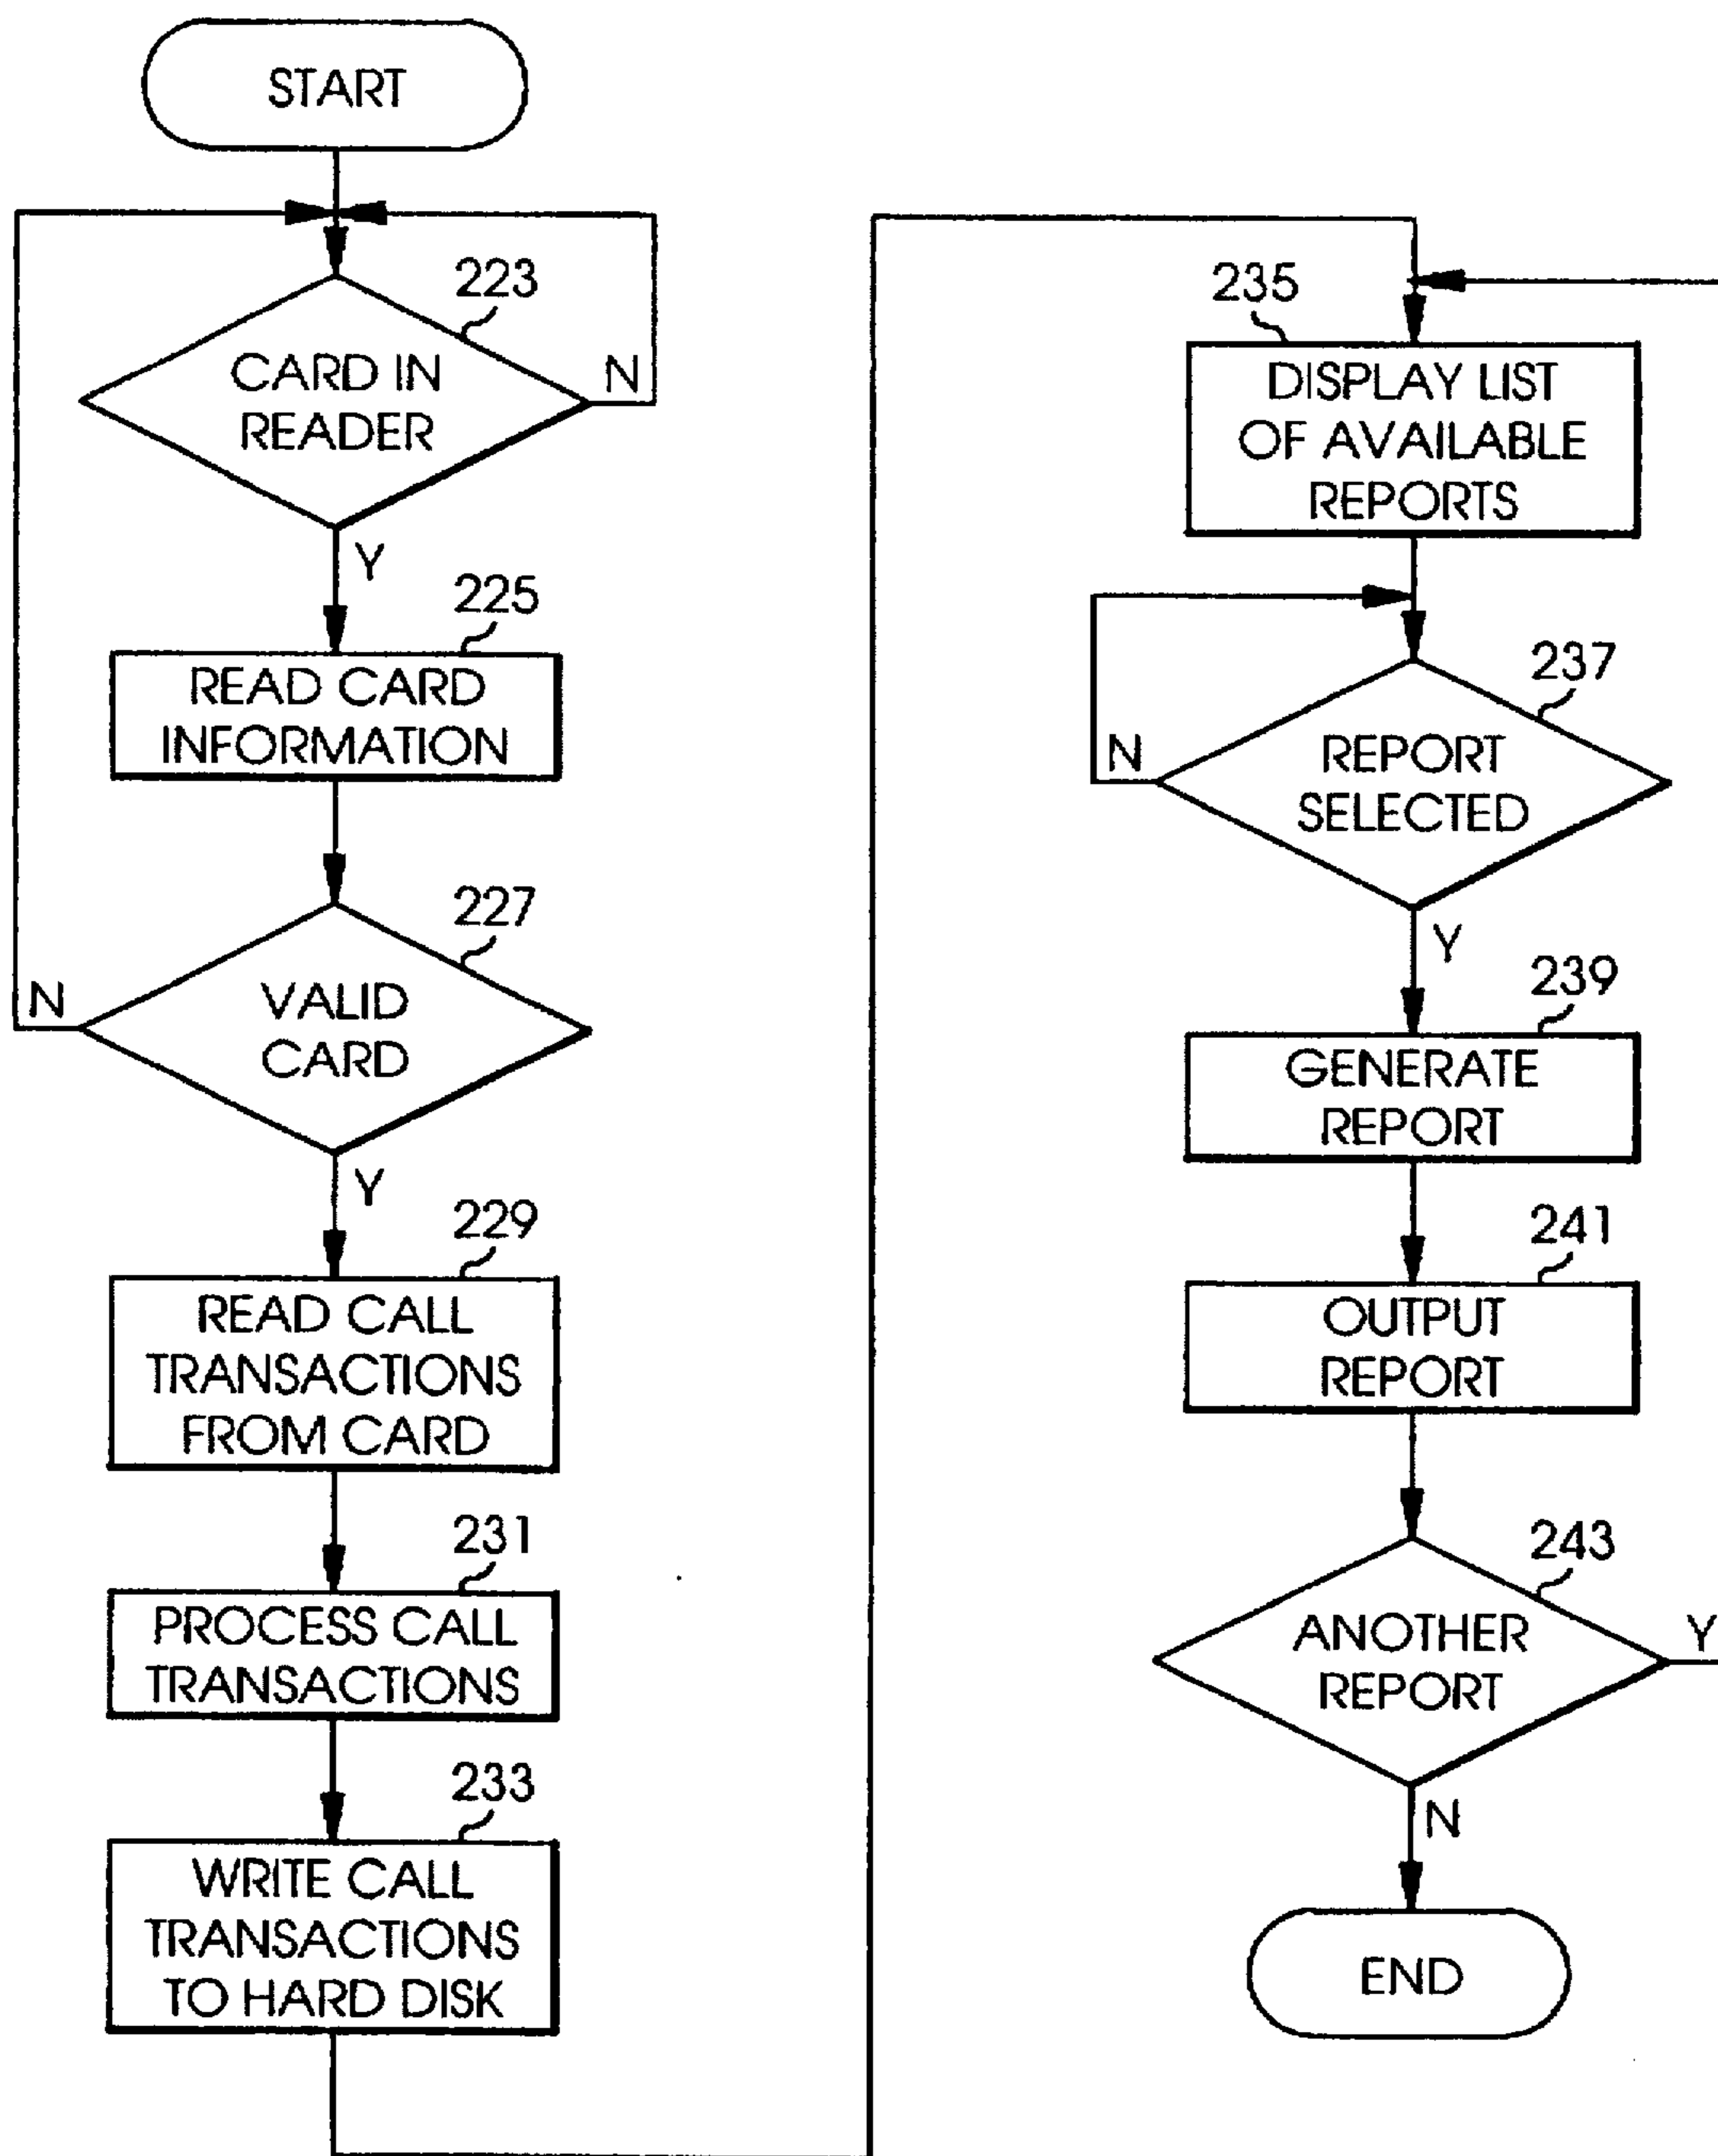 START
223
CARD IN
READER
N
Y
225
READ CARD
INFORMATION
227
VALID
CARD
N
Y
229
READ CALL
TRANSACTIONS
FROM CARD
231
PROCESS CALL
TRANSACTIONS
233
WRITE CALL
TRANSACTIONS
TO HARD DISK
235
DISPLAY LIST
OF AVAILABLE
REPORTS
237
REPORT
SELECTED
N
Y
239
GENERATE
REPORT
241
OUTPUT
REPORT
243
ANOTHER
REPORT
Y
N
END